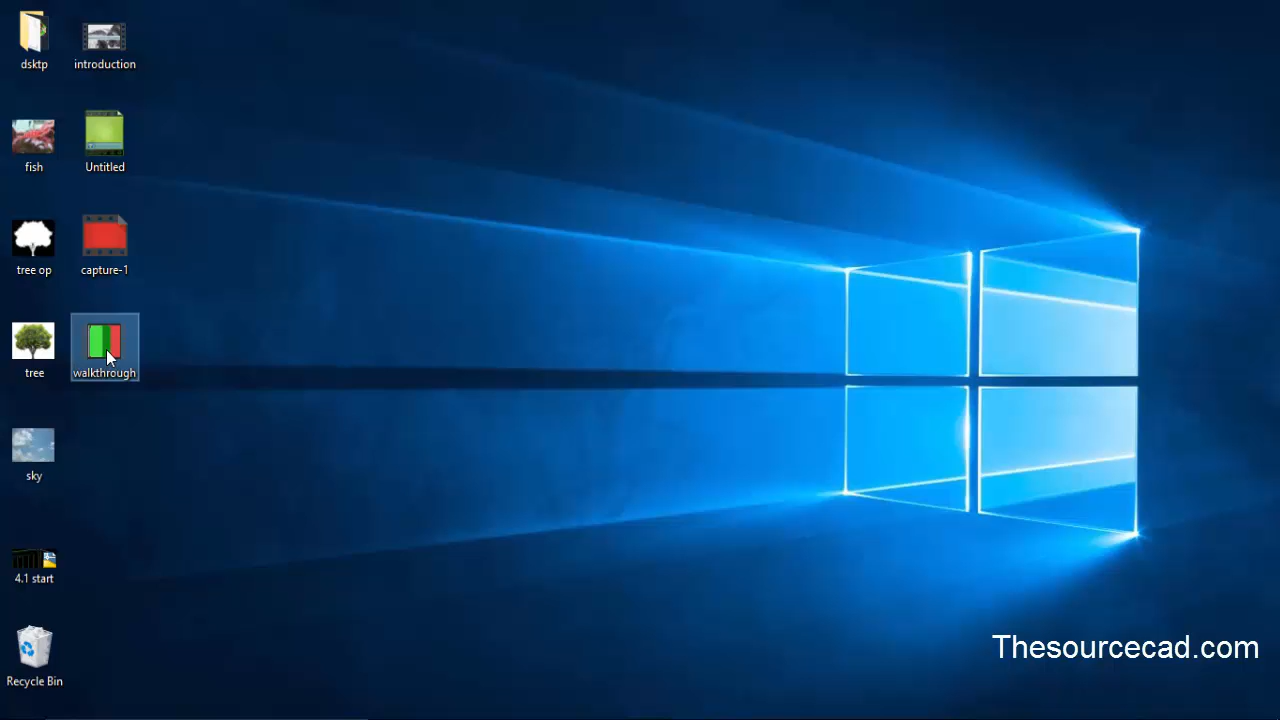 dsktp
introduction
fish
Untitled
tree op
capture-1
tree
walkthrough
sky
4.1 start
Recycle Bin
Thesourcecad.com